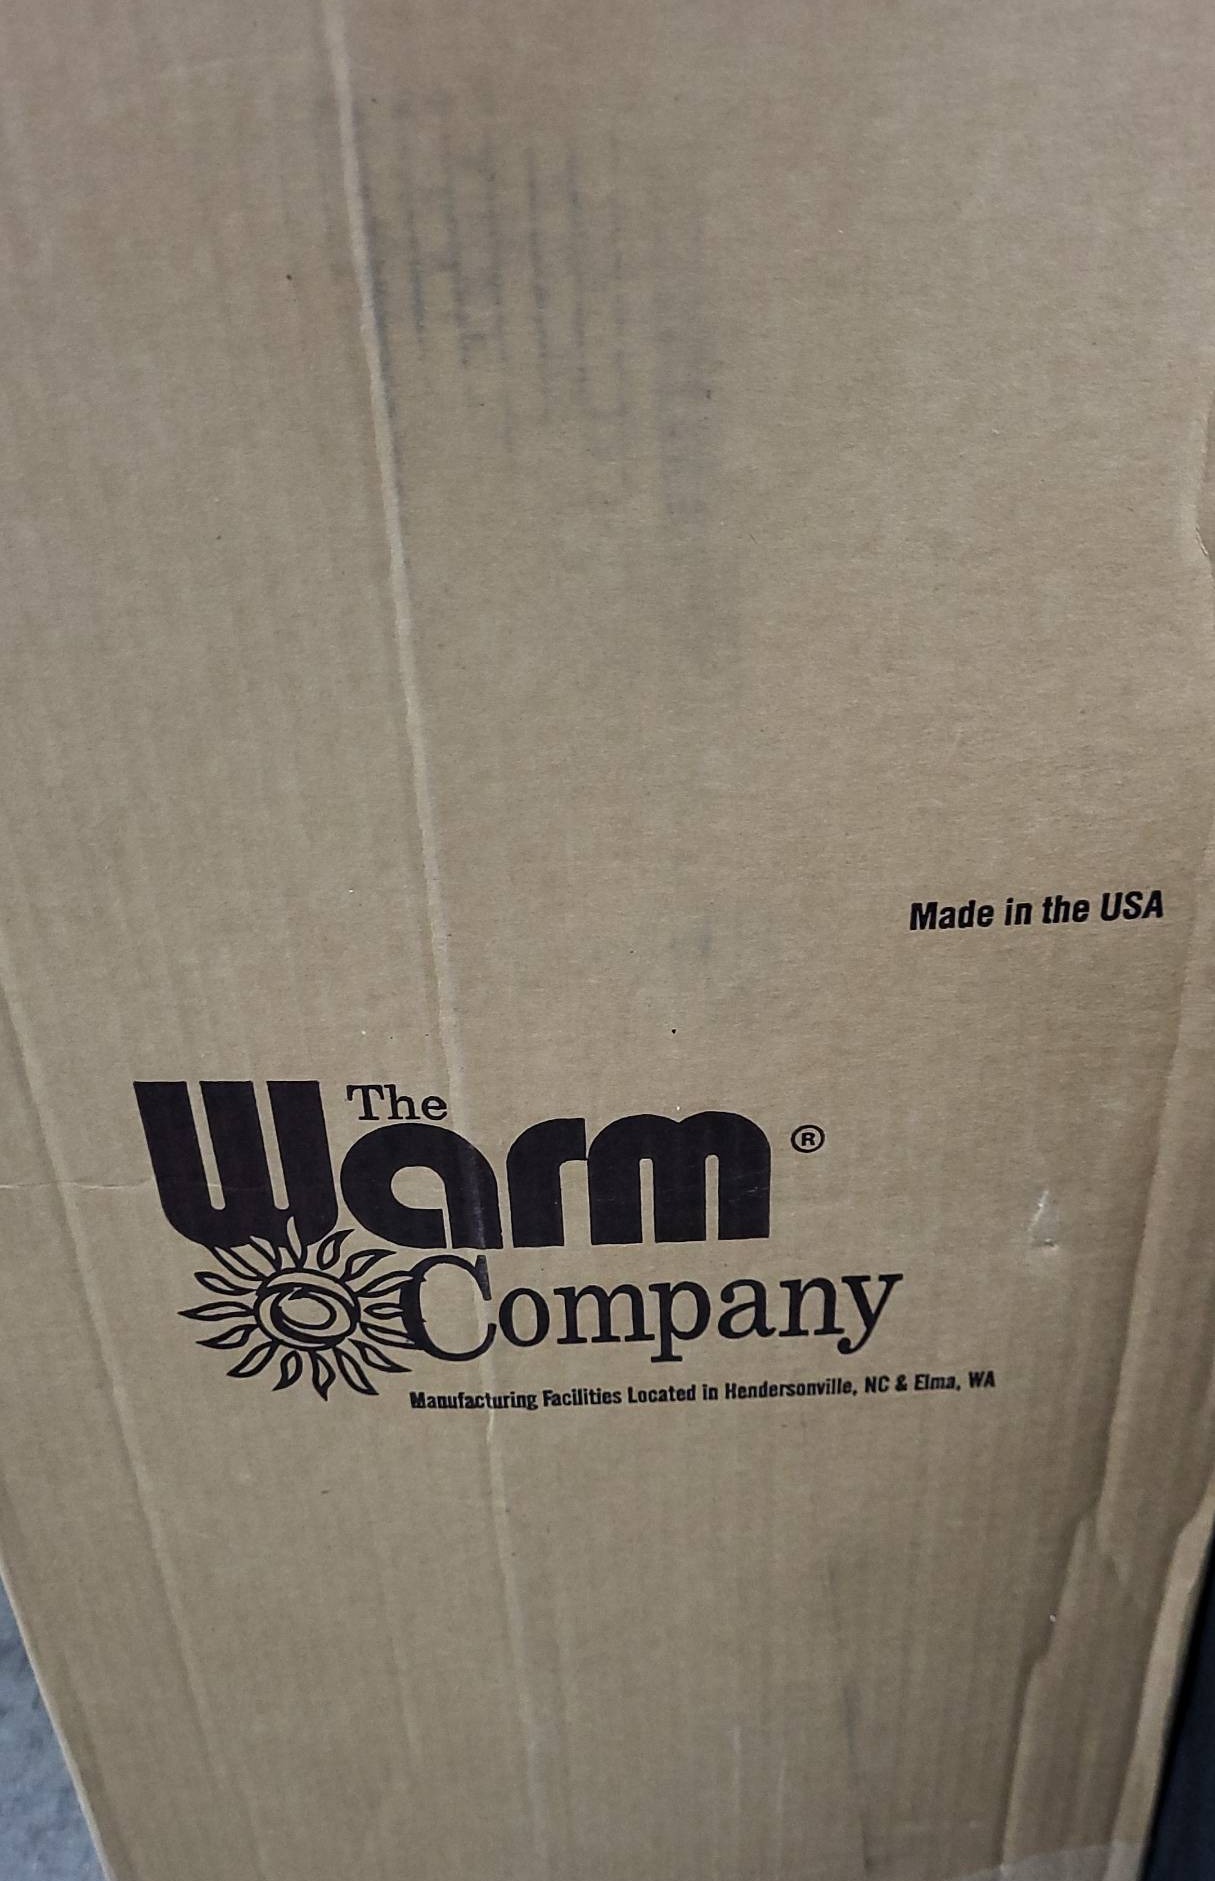 Made in the USA
The
Warm ®
Company
Manufacturing Facilities Located in Hendersonville, NC & Elma, WA